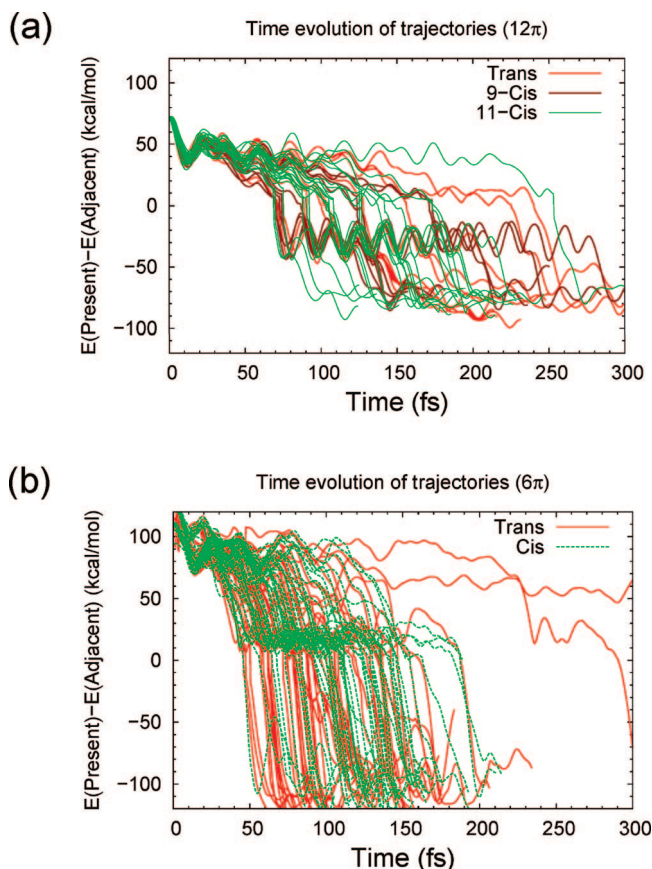 (a)
Time evolution of trajectories (12π)
E(Present)−E(Adjacent) (kcal/mol)
100
50
0
−50
−100
Trans
9−Cis
11−Cis
0 50 100 150 200 250 300
Time (fs)
(b)
Time evolution of trajectories (6π)
E(Present)−E(Adjacent) (kcal/mol)
100
50
0
−50
−100
Trans
Cis
0 50 100 150 200 250 300
Time (fs)